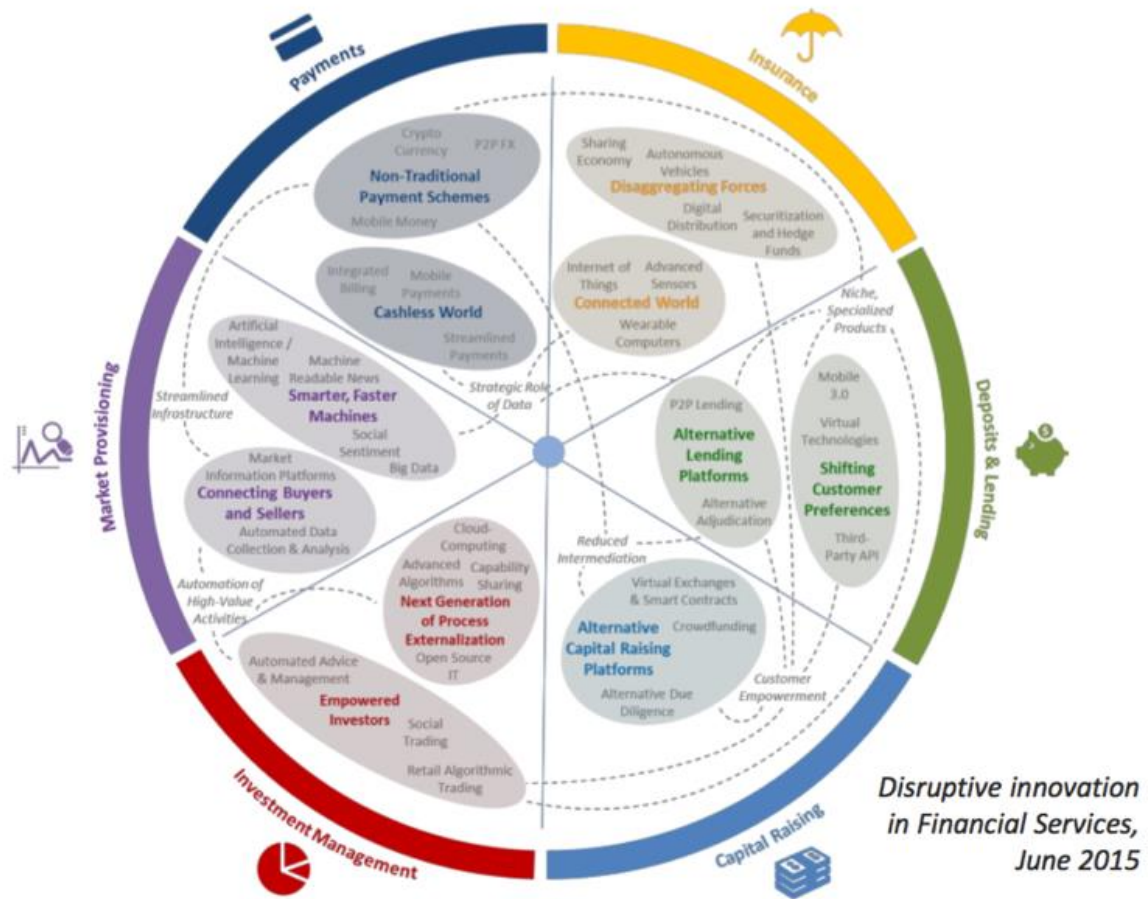 Payments
Insurance
Crypto
Currency
P2P FX
Non-Traditional
Payment Schemes
Mobile Money
Integrated
Billing
Mobile
Payments
Cashless World
Streamlined
Payments
Sharing
Economy
Autonomous
Vehicles
Disaggregating Forces
Digital
Distribution
Securitization
and Hedge
Funds
Internet of
Things
Advanced
Sensors
Connected World
Wearable
Computers
Niche,
Specialized
Products
Market Provisioning
Artificial
Intelligence /
Machine
Learning
Machine
Readable News
Smarter, Faster
Machines
Social
Sentiment
Big Data
Streamlined
Infrastructure
Strategic Role
of Data
Market
Information Platforms
Connecting Buyers
and Sellers
Automated Data
Collection & Analysis
Deposits & Lending
P2P Lending
Alternative
Lending
Platforms
Alternative
Adjudication
Mobile
3.0
Virtual
Technologies
Shifting
Customer
Preferences
Third-
Party API
Automation of
High-Value
Activities
Cloud-
Computing
Advanced
Algorithms
Capability
Sharing
Next Generation
of Process
Externalization
Open Source
IT
Reduced
Intermediation
Virtual Exchanges
& Smart Contracts
Alternative
Capital Raising
Platforms
Crowdfunding
Alternative Due
Diligence
Customer
Empowerment
Automated Advice
& Management
Empowered
Investors
Social
Trading
Retail Algorithmic
Trading
Investment Management
Capital Raising
Disruptive innovation
in Financial Services,
June 2015